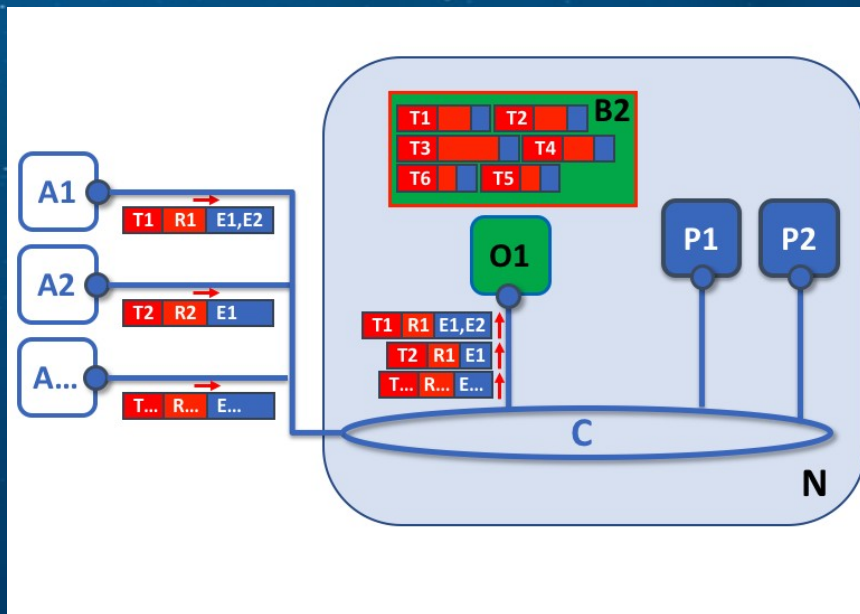 B2
T1 T2
T3 T4
T6 T5
A1
T1 R1 E1,E2
A2
T2 R2 E1
A...
T... R... E...
O1
P1
P2
T1 R1 E1,E2
T2 R1 E1
T... R... E...
C
N